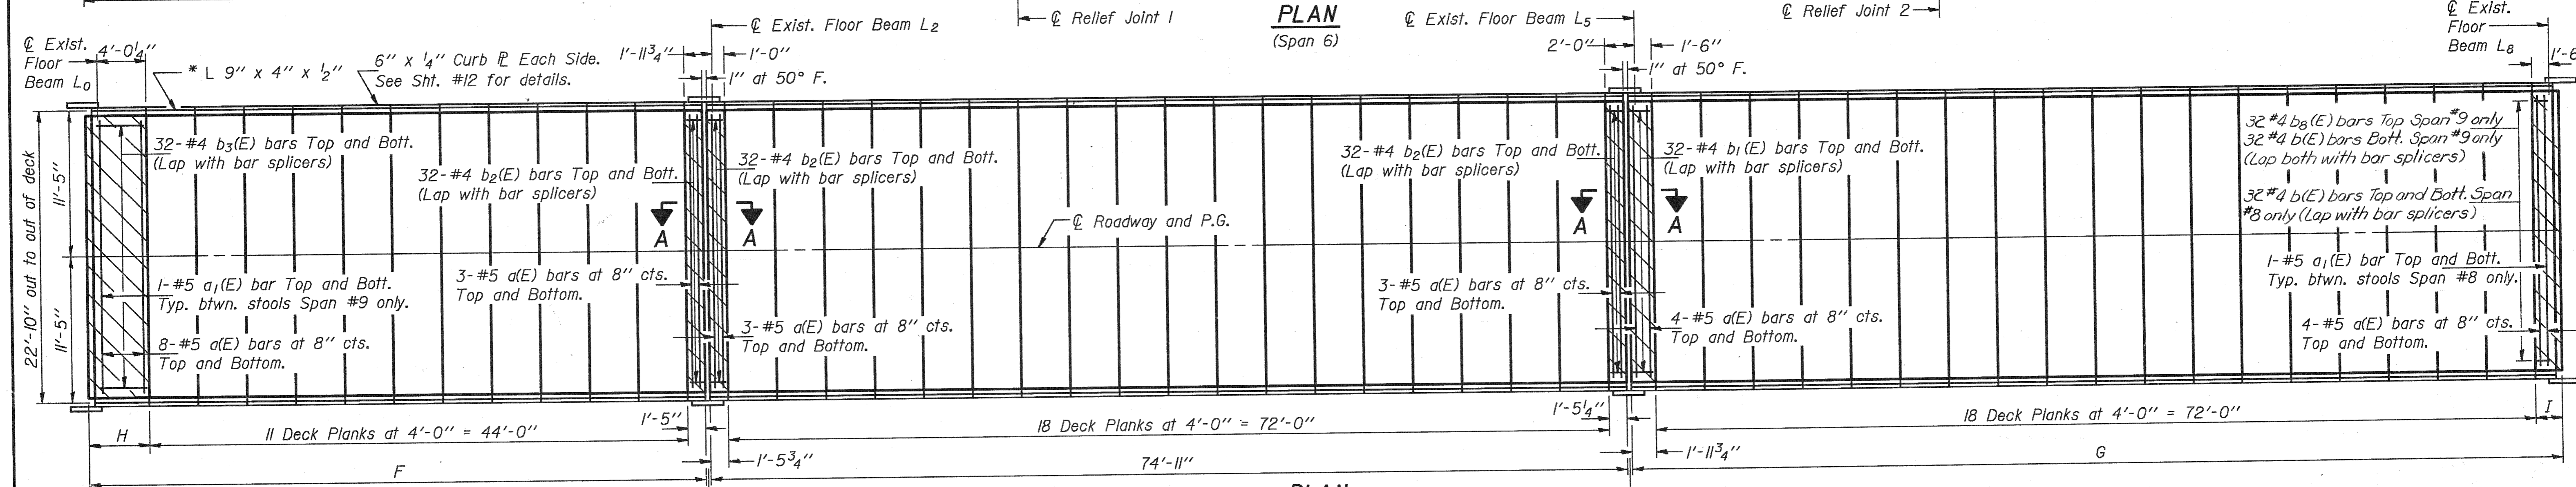 ℄ Relief Joint 1
PLAN
(Span 6)
℄ Exist. Floor Beam L5
℄ Relief Joint 2
℄ Exist.
Floor
Beam L8
1'-6
℄ Exist.
Floor
Beam L0
4'-0¼"
* L 9" x 4" x ½"
6" x ¼" Curb ℙ Each Side.
See Sht. #12 for details.
1'-11¾"
℄ Exist. Floor Beam L2
1'-0"
1" at 50° F.
2'-0"
1'-6"
1" at 50° F.
22'-10" out to out of deck
11'-5"
11'-5"
32-#4 b3(E) bars Top and Bott.
(Lap with bar splicers)
32-#4 b2(E) bars Top and Bott.
(Lap with bar splicers)
32-#4 b2(E) bars Top and Bott.
(Lap with bar splicers)
32-#4 b2(E) bars Top and Bott.
(Lap with bar splicers)
32-#4 b1(E) bars Top and Bott.
(Lap with bar splicers)
32 #4 b8(E) bars Top Span #9 only
32 #4 b(E) bars Bott. Span #9 only
(Lap both with bar splicers)
32 #4 b(E) bars Top and Bott. Span
#8 only (Lap with bar splicers)
A
A
A
A
℄ Roadway and P.G.
1-#5 a1(E) bar Top and Bott.
Typ. btwn. stools Span #9 only.
8-#5 a(E) bars at 8" cts.
Top and Bottom.
3-#5 a(E) bars at 8" cts.
Top and Bottom.
3-#5 a(E) bars at 8" cts.
Top and Bottom.
3-#5 a(E) bars at 8" cts.
Top and Bottom.
4-#5 a(E) bars at 8" cts.
Top and Bottom.
1-#5 a1(E) bar Top and Bott.
Typ. btwn. stools Span #8 only.
4-#5 a(E) bars at 8" cts.
Top and Bottom.
H
11 Deck Planks at 4'-0" = 44'-0"
1'-5"
18 Deck Planks at 4'-0" = 72'-0"
1'-5¼"
18 Deck Planks at 4'-0" = 72'-0"
I
F
1'-5¾"
74'-11"
1'-11¾"
G
PLAN